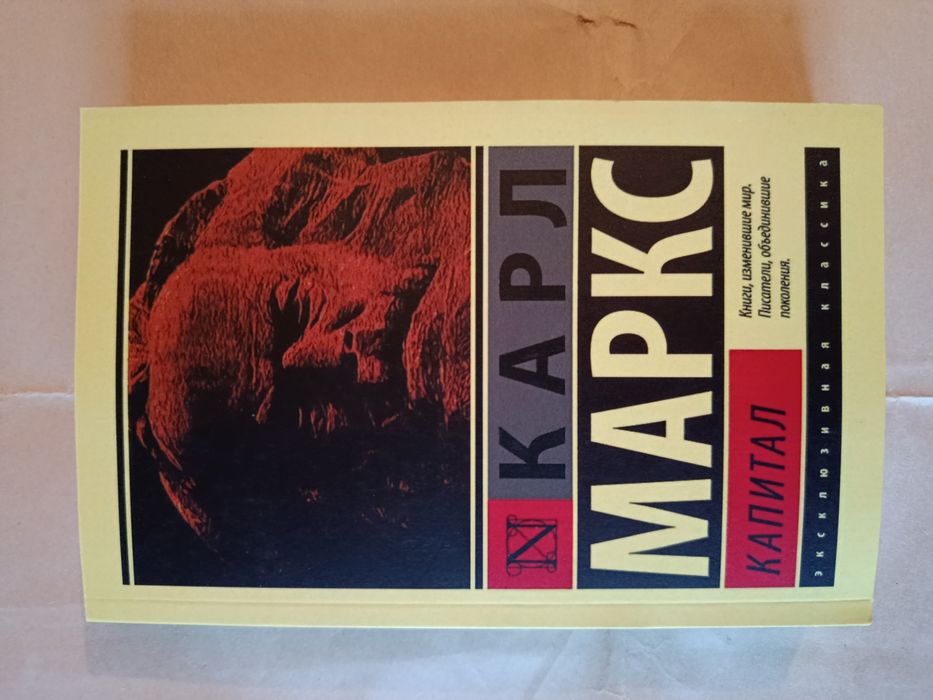 КАРЛ
МАРКС
КАПИТАЛ
Книги, изменившие мир.
Писатели, объединившие
поколения.
эксклюзивная классика